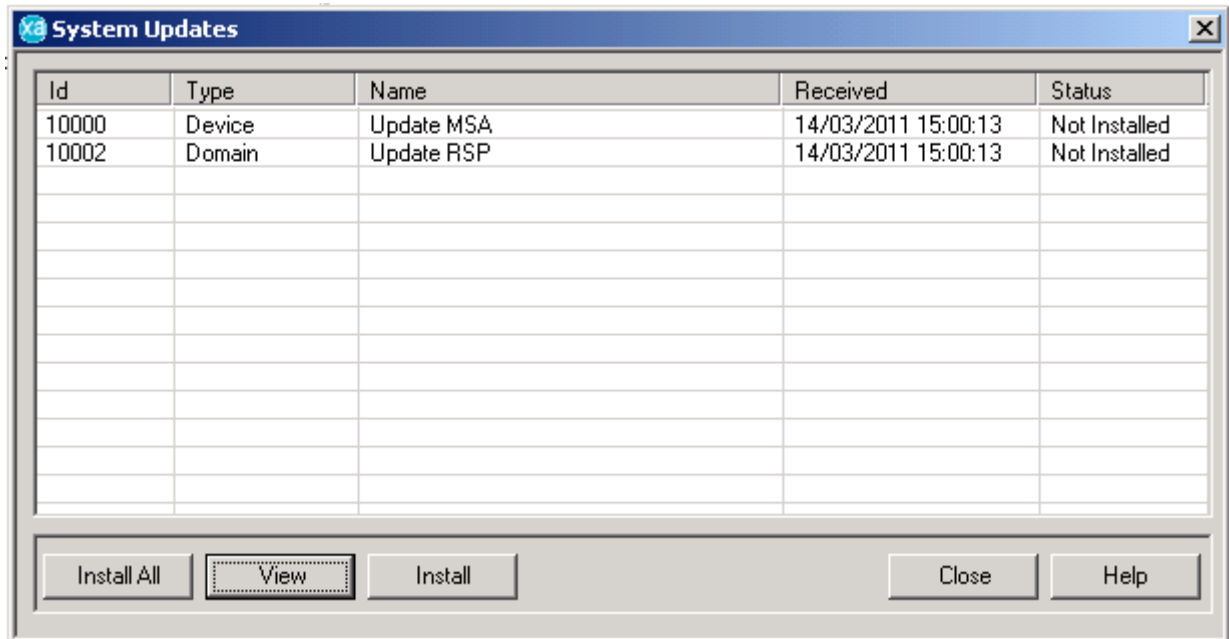 xa System Updates
Id Type Name Received Status
10000 Device Update MSA 14/03/2011 15:00:13 Not Installed
10002 Domain Update RSP 14/03/2011 15:00:13 Not Installed
Install All View Install Close Help